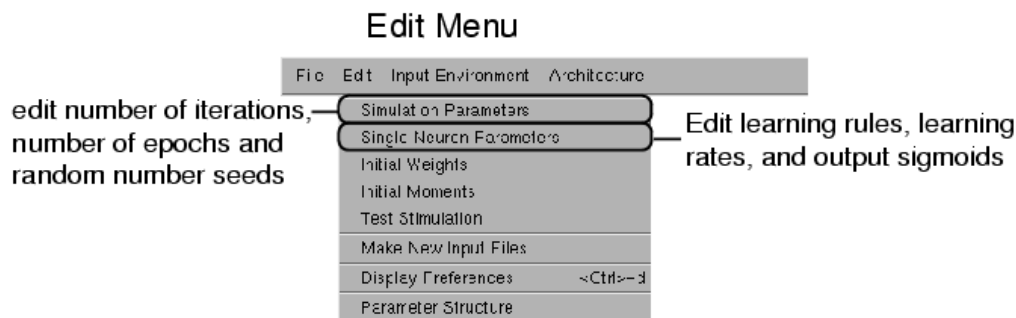 Edit Menu
File Edit Input Environment Architecture
edit number of iterations,
number of epochs and
random number seeds
Simulation Parameters
Single Neuron Parameters
Initial Weights
Initial Moments
Test Stimulation
Make New Input Files
Display Preferences <Ctrl>-d
Parameter Structure
Edit learning rules, learning
rates, and output sigmoids